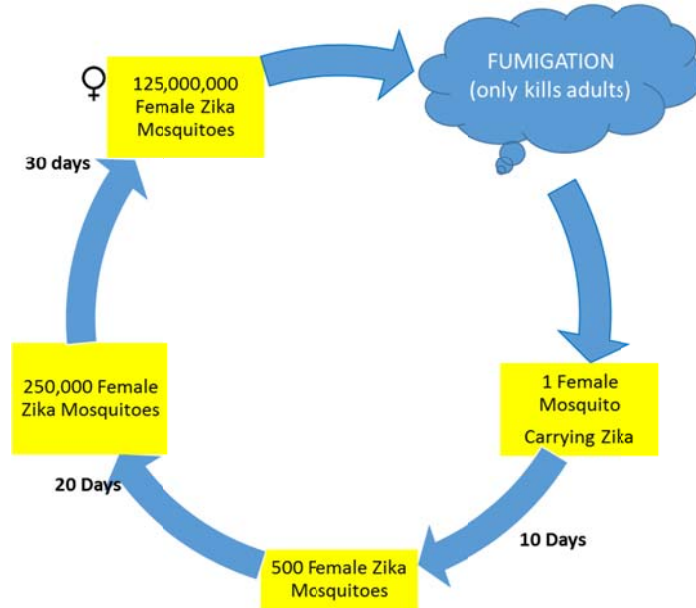 ♀
125,000,000
Female Zika
Mosquitoes
FUMIGATION
(only kills adults)
30 days
1 Female
Mosquito
Carrying Zika
10 Days
500 Female Zika
Mosquitoes
20 Days
250,000 Female
Zika Mosquitoes